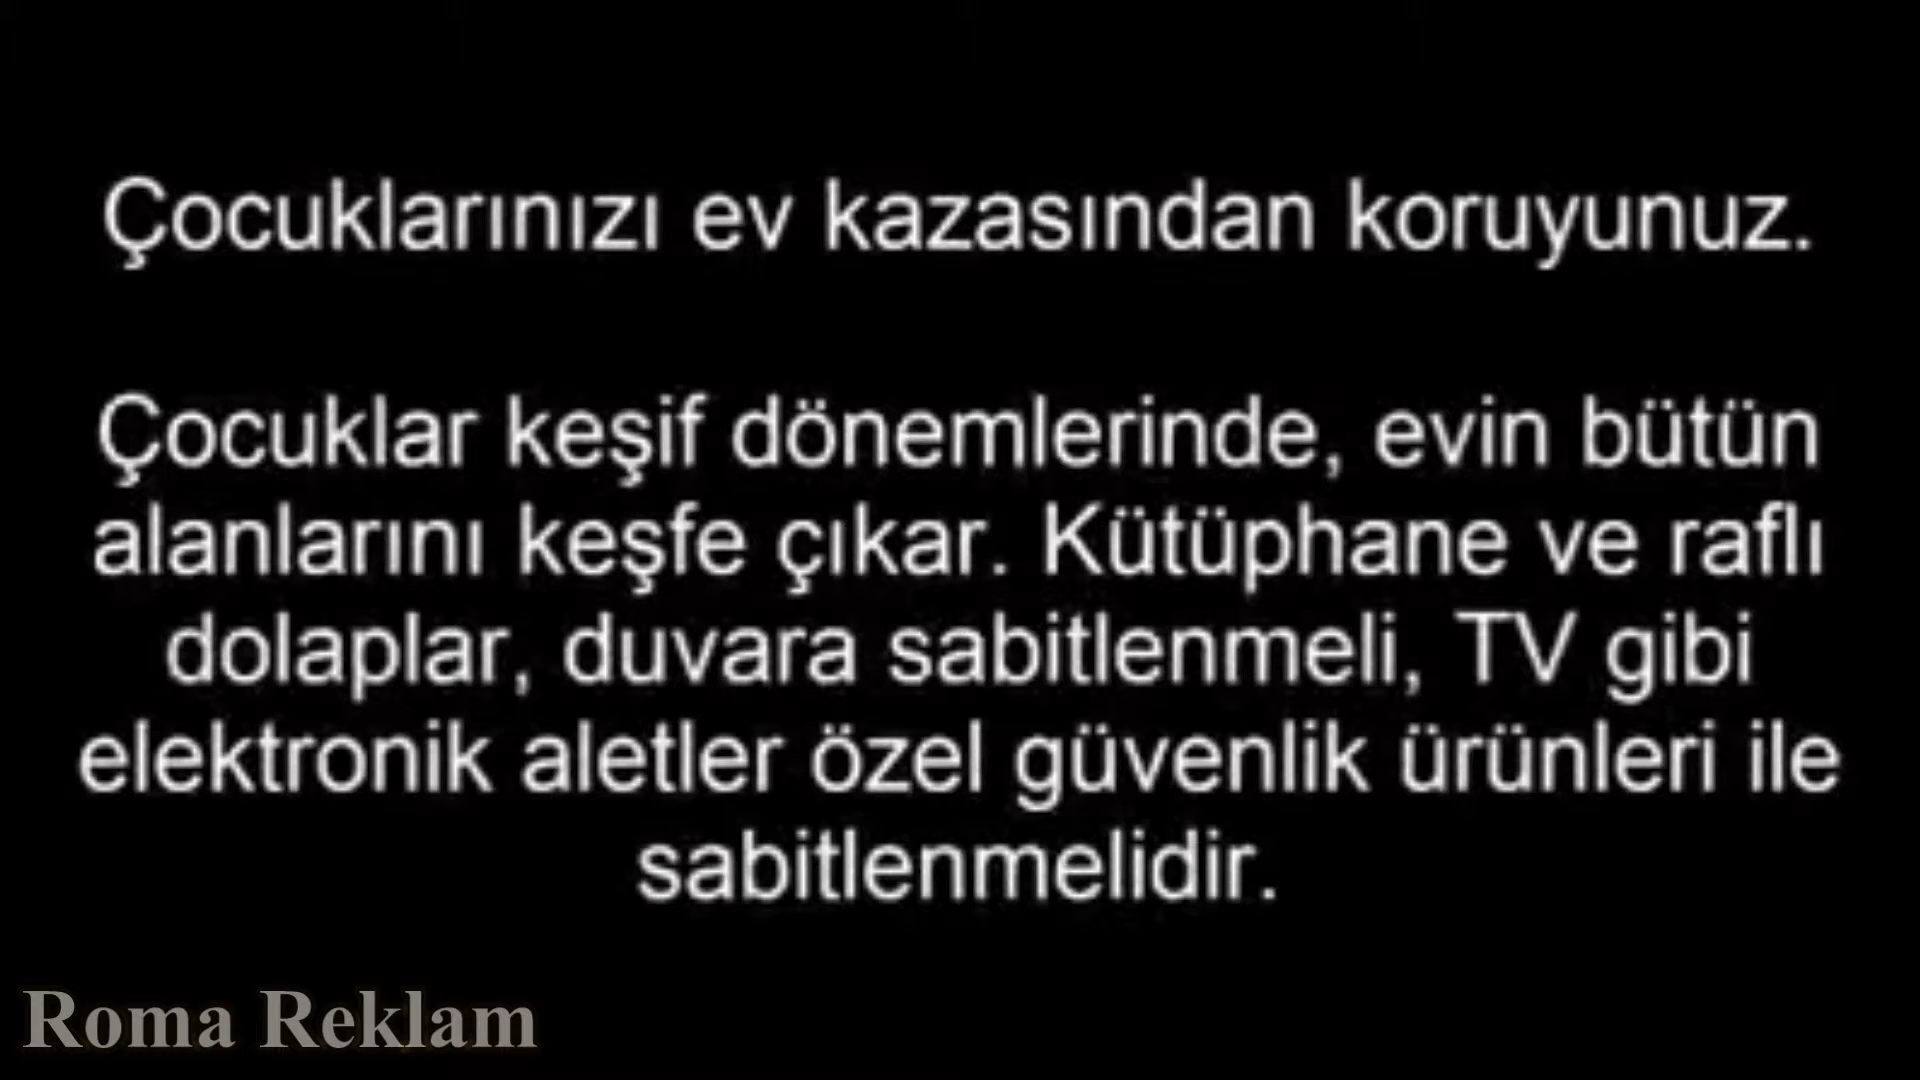 Çocuklarınızı ev kazasından koruyunuz.
Çocuklar keşif dönemlerinde, evin bütün
alanlarını keşfe çıkar. Kütüphane ve raflı
dolaplar, duvara sabitlenmeli, TV gibi
elektronik aletler özel güvenlik ürünleri ile
sabitlenmelidir.
Roma Reklam